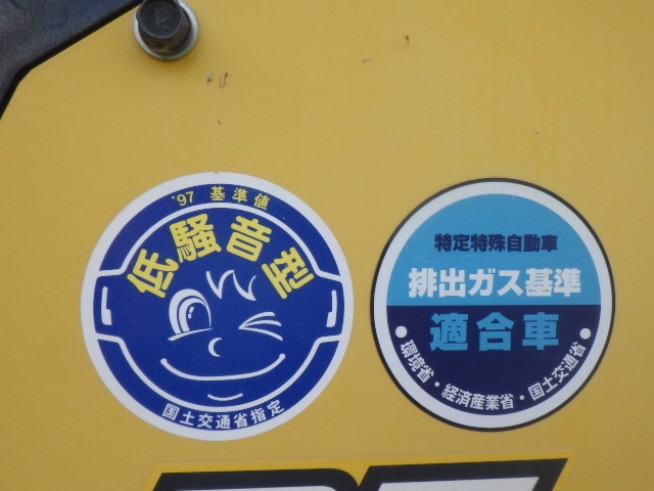 '97 基準値
低騒音型
国土交通省指定
特定特殊自動車
排出ガス基準
適合車
・環境省・経済産業省・国土交通省・